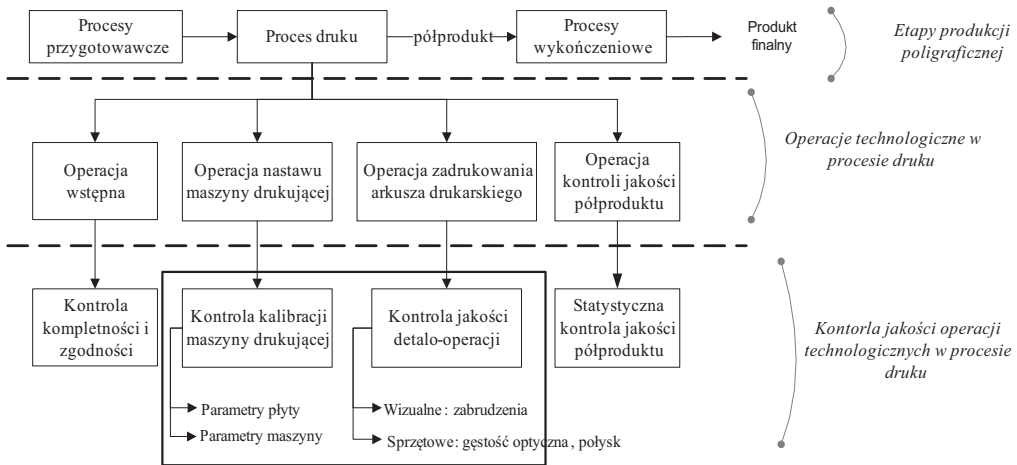 Procesy
przygotowawcze
Proces druku
półprodukt
Procesy
wykończeniowe
Produkt
finalny
Etapy produkcji
poligraficznej
Operacja
wstępna
Operacja nastawu
maszyny drukującej
Operacja zadrukowania
arkusza drukarskiego
Operacja
kontroli jakości
półproduktu
Operacje technologiczne w
procesie druku
Kontrola
kompletności i
zgodności
Kontrola kalibracji
maszyny drukującej
Kontrola jakości
detalo-operacji
Statystyczna
kontrola jakości
półproduktu
Kontorla jakości operacji
technologicznych w procesie
druku
Parametry płyty
Parametry maszyny
Wizualne: zabrudzenia
Sprzętowe: gęstość optyczna, połysk